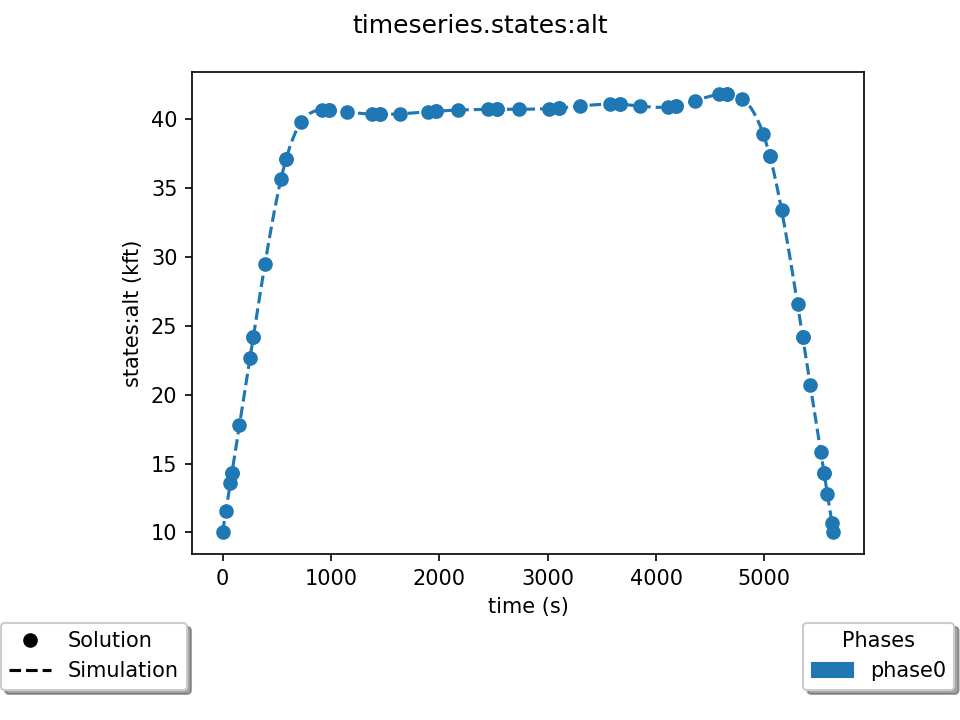 timeseries.states:alt
states:alt (kft)
40
35
30
25
20
15
10
0 1000 2000 3000 4000 5000
time (s)
Solution
Simulation
Phases
phase0